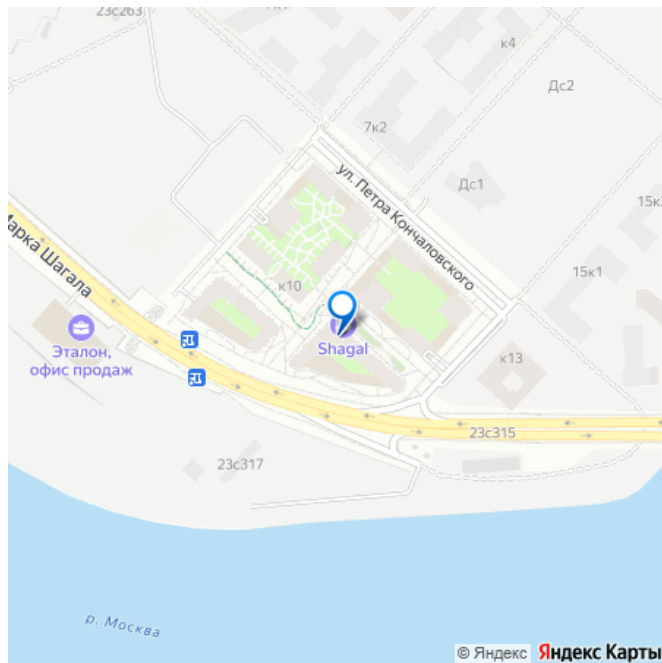 23с263
к4
Дс2
7к2
ул. Петра Кончаловского
Дс1
15к2
Марка Шагала
15к1
к10
Shagal
Эталон,
офис продаж
к13
23с315
23с317
р. Москва
© Яндекс Яндекс Карты